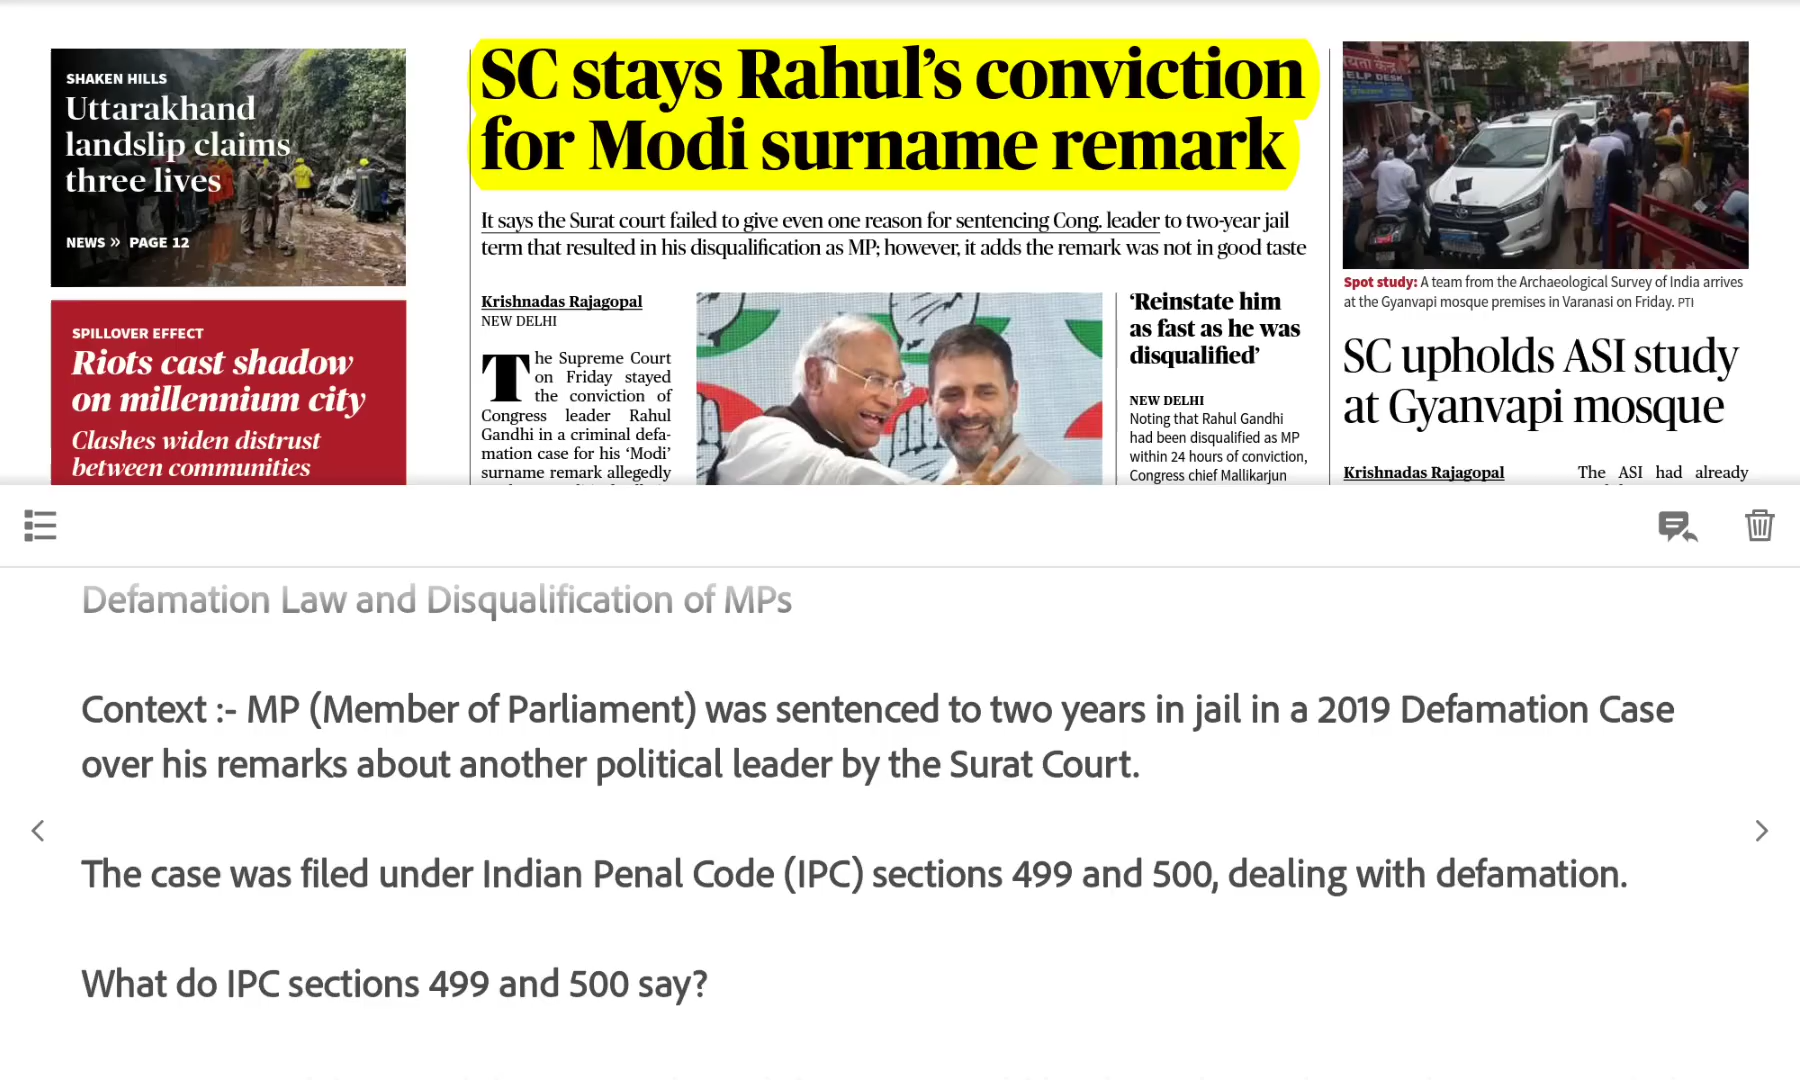 SHAKEN HILLS
Uttarakhand
landslip claims
three lives
NEWS » PAGE 12
SPILLOVER EFFECT
Riots cast shadow
on millennium city
Clashes widen distrust
between communities
SC stays Rahul’s conviction
for Modi surname remark
It says the Surat court failed to give even one reason for sentencing Cong. leader to two-year jail
term that resulted in his disqualification as MP; however, it adds the remark was not in good taste
Krishnadas Rajagopal
NEW DELHI
The Supreme Court
on Friday stayed
the conviction of
Congress leader Rahul
Gandhi in a criminal defa-
mation case for his ‘Modi’
surname remark allegedly
‘Reinstate him
as fast as he was
disqualified’
NEW DELHI
Noting that Rahul Gandhi
had been disqualified as MP
within 24 hours of conviction,
Congress chief Mallikarjun
HELP DESK
Spot study: A team from the Archaeological Survey of India arrives
at the Gyanvapi mosque premises in Varanasi on Friday. PTI
SC upholds ASI study
at Gyanvapi mosque
Krishnadas Rajagopal
The ASI had already
Defamation Law and Disqualification of MPs
Context :- MP (Member of Parliament) was sentenced to two years in jail in a 2019 Defamation Case
over his remarks about another political leader by the Surat Court.
The case was filed under Indian Penal Code (IPC) sections 499 and 500, dealing with defamation.
What do IPC sections 499 and 500 say?